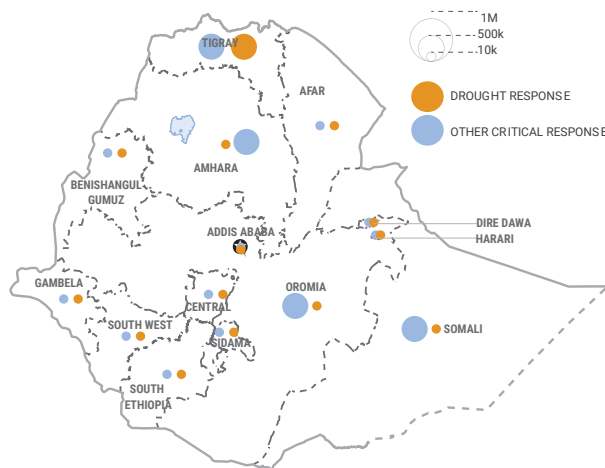 1M
500k
10k
TIGRAY
AFAR
DROUGHT RESPONSE
OTHER CRITICAL RESPONSE
AMHARA
BENISHANGUL
GUMUZ
DIRE DAWA
ADDIS ABABA
HARARI
GAMBELA
OROMIA
CENTRAL
SOUTH WEST
SOMALI
SIDAMA
SOUTH
ETHIOPIA